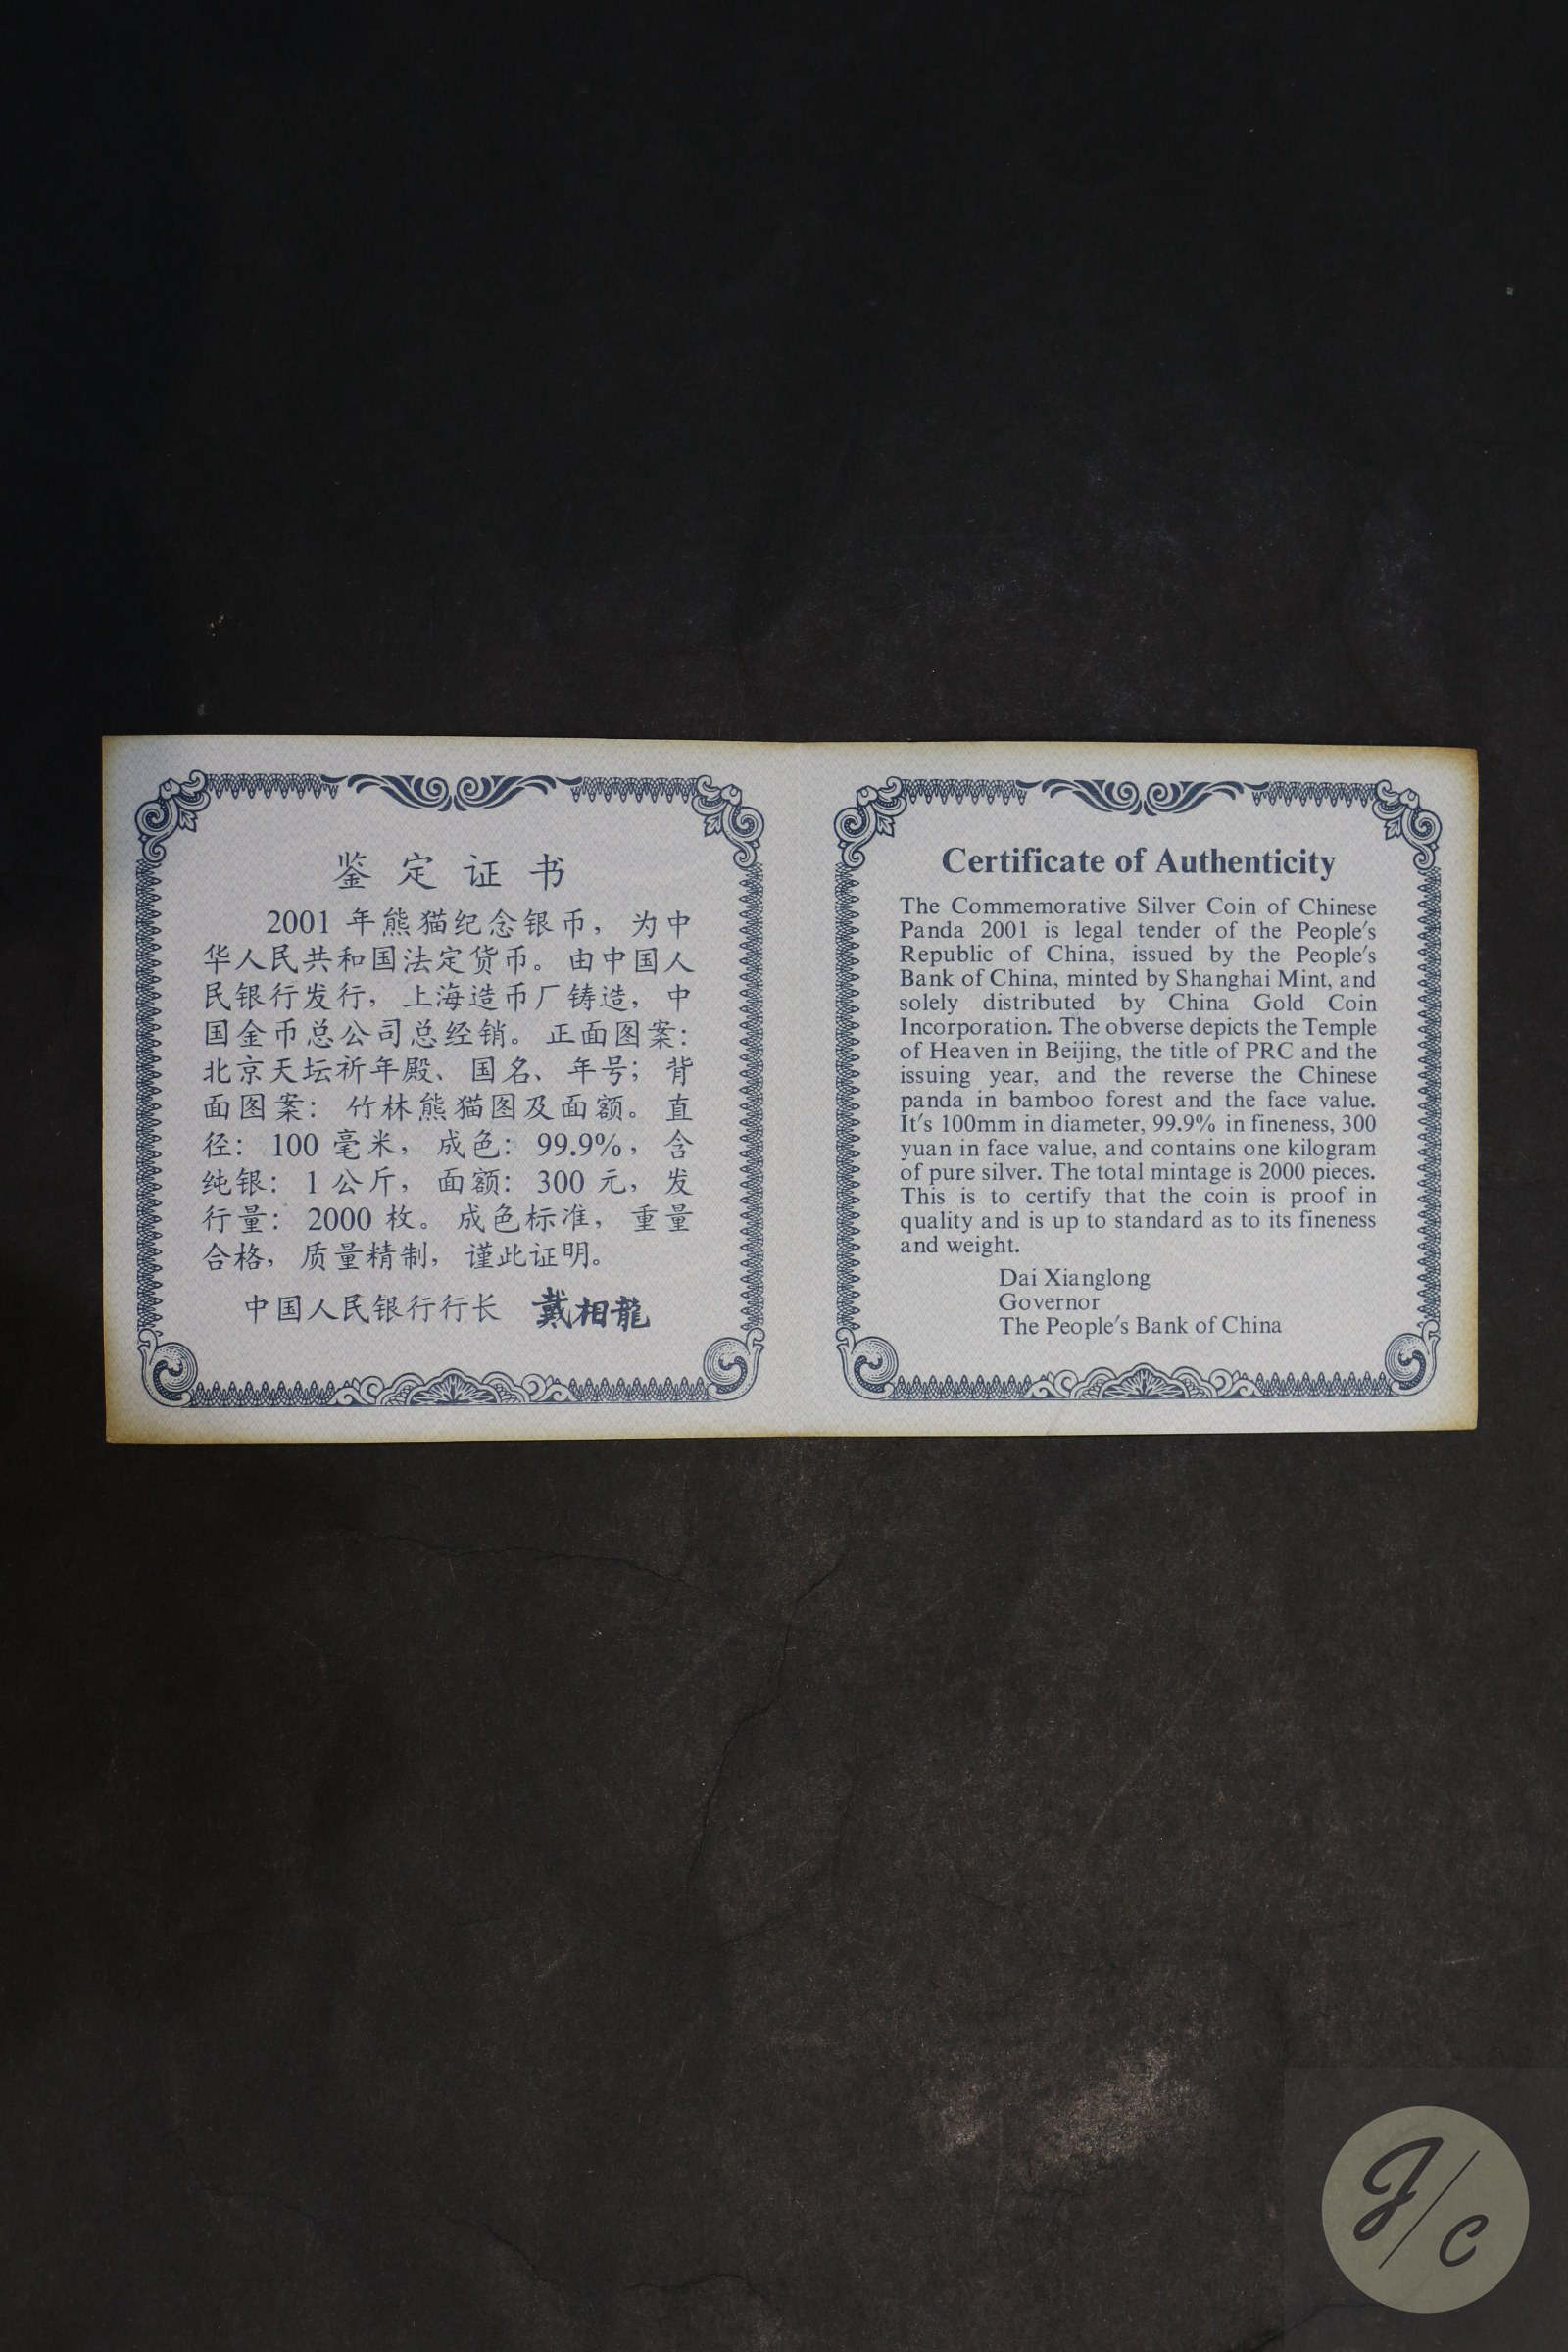 鉴定证书
2001 年熊猫纪念银币，为中
华人民共和国法定货币。由中国人
民银行发行，上海造币厂铸造，中
国金币总公司总经销。正面图案：
北京天坛祈年殿、国名、年号；背
面图案：竹林熊猫图及面额。直
径：100 毫米，成色：99.9%，含
纯银：1 公斤，面额：300 元，发
行量：2000 枚。成色标准，重量
合格，质量精制，谨此证明。
中国人民银行行长 戴相龍
Certificate of Authenticity
The Commemorative Silver Coin of Chinese
Panda 2001 is legal tender of the People's
Republic of China, issued by the People's
Bank of China, minted by Shanghai Mint, and
solely distributed by China Gold Coin
Incorporation. The obverse depicts the Temple
of Heaven in Beijing, the title of PRC and the
issuing year, and the reverse the Chinese
panda in bamboo forest and the face value.
It's 100mm in diameter, 99.9% in fineness, 300
yuan in face value, and contains one kilogram
of pure silver. The total mintage is 2000 pieces.
This is to certify that the coin is proof in
quality and is up to standard as to its fineness
and weight.
Dai Xianglong
Governor
The People's Bank of China
J/C